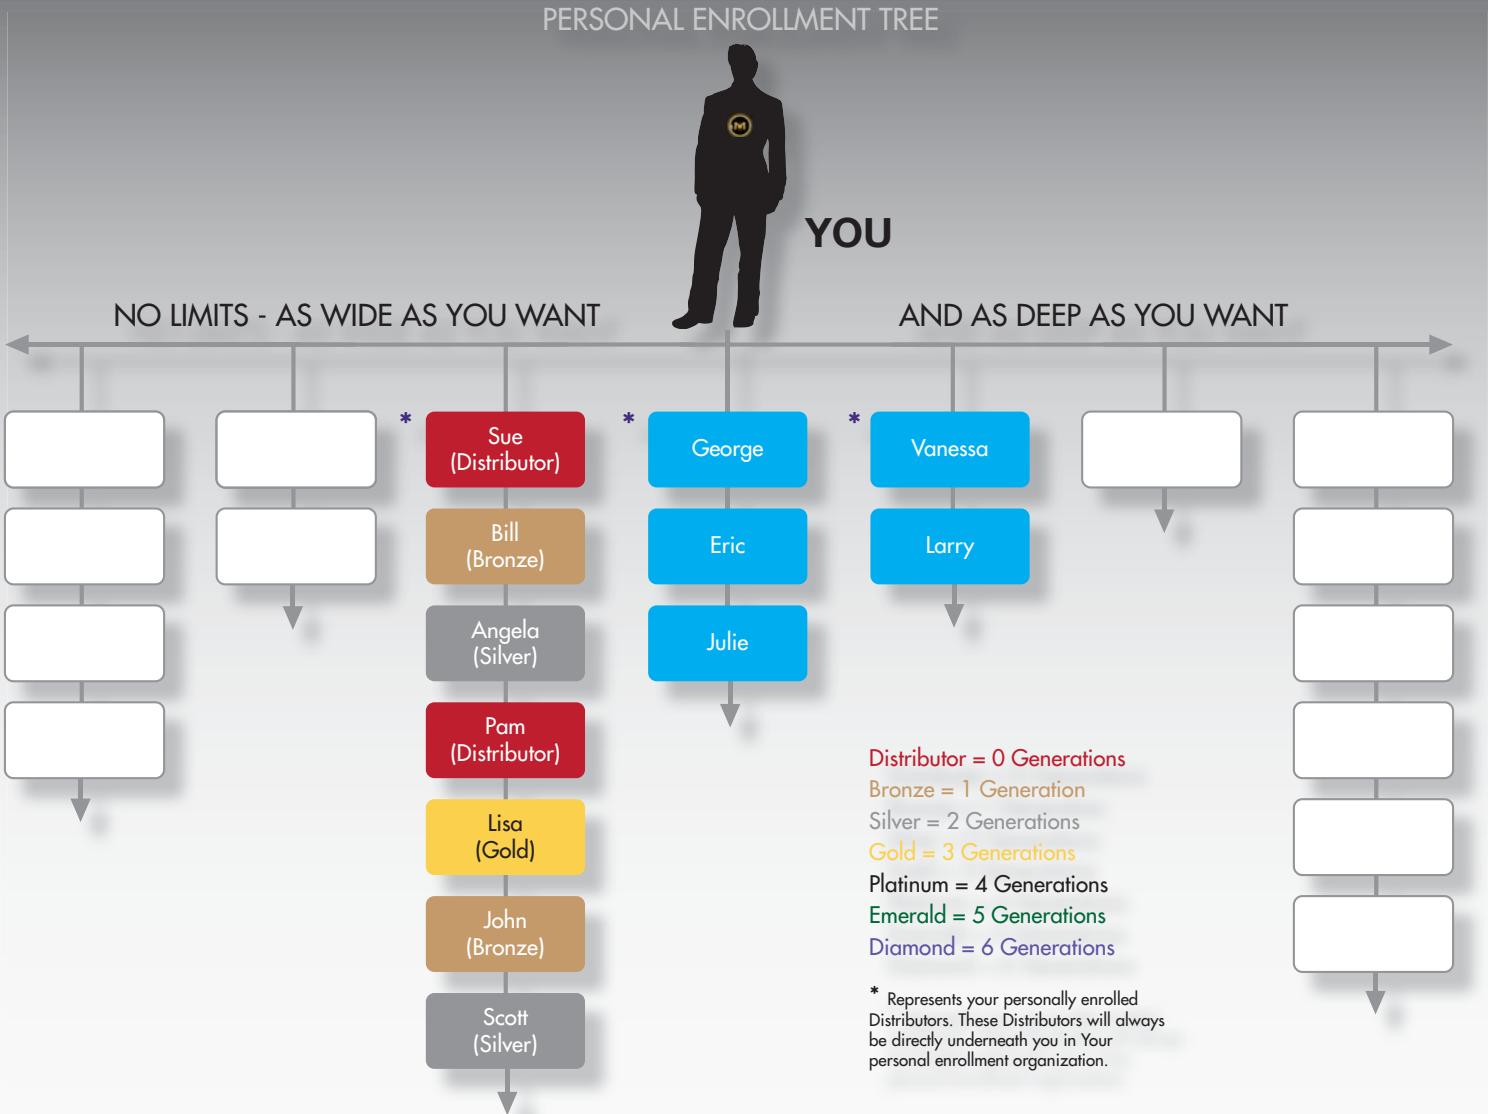 PERSONAL ENROLLMENT TREE
M
YOU
NO LIMITS - AS WIDE AS YOU WANT
AND AS DEEP AS YOU WANT
*
Sue
(Distributor)
Bill
(Bronze)
Angela
(Silver)
Pam
(Distributor)
Lisa
(Gold)
John
(Bronze)
Scott
(Silver)
*
George
Eric
Julie
*
Vanessa
Larry
Distributor = 0 Generations
Bronze = 1 Generation
Silver = 2 Generations
Gold = 3 Generations
Platinum = 4 Generations
Emerald = 5 Generations
Diamond = 6 Generations
* Represents your personally enrolled
Distributors. These Distributors will always
be directly underneath you in Your
personal enrollment organization.